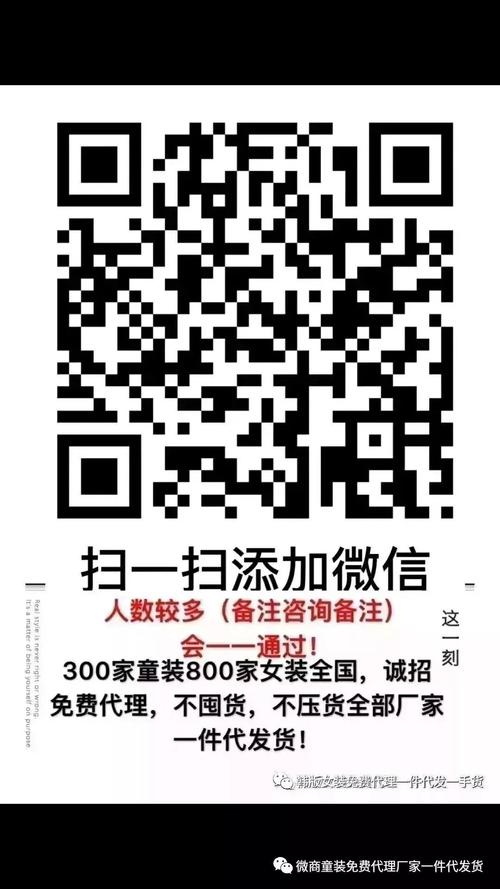 扫一扫添加微信
人数较多（备注咨询备注）
会一一通过！
这一刻
Real style is never right or wrong.
It's a matter of being yourself on purpose.
300家童装800家女装全国，诚招
免费代理，不囤货，不压货全部厂家
一件代发货！
韩版女装免费代理一件代发一手货
微商童装免费代理厂家一件代发货